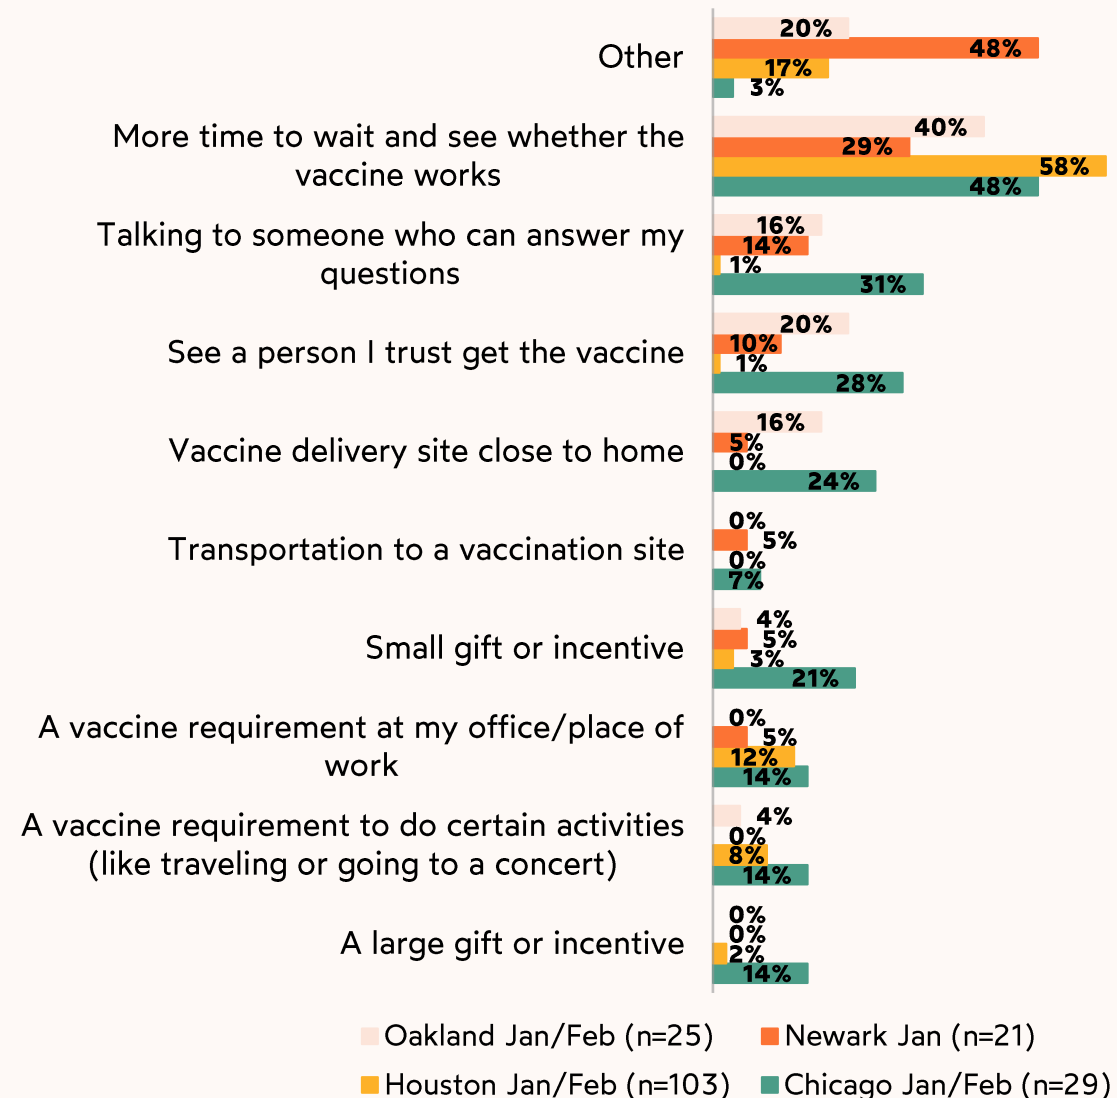 Other
20%
48%
17%
3%
More time to wait and see whether the
vaccine works
40%
29%
58%
48%
Talking to someone who can answer my
questions
16%
14%
1%
31%
See a person I trust get the vaccine
20%
10%
1%
28%
Vaccine delivery site close to home
16%
5%
0%
24%
Transportation to a vaccination site
0%
5%
0%
7%
Small gift or incentive
4%
5%
3%
21%
A vaccine requirement at my office/place of
work
0%
5%
12%
14%
A vaccine requirement to do certain activities
(like traveling or going to a concert)
4%
0%
8%
14%
A large gift or incentive
0%
0%
2%
14%
Oakland Jan/Feb (n=25)
Newark Jan (n=21)
Houston Jan/Feb (n=103)
Chicago Jan/Feb (n=29)